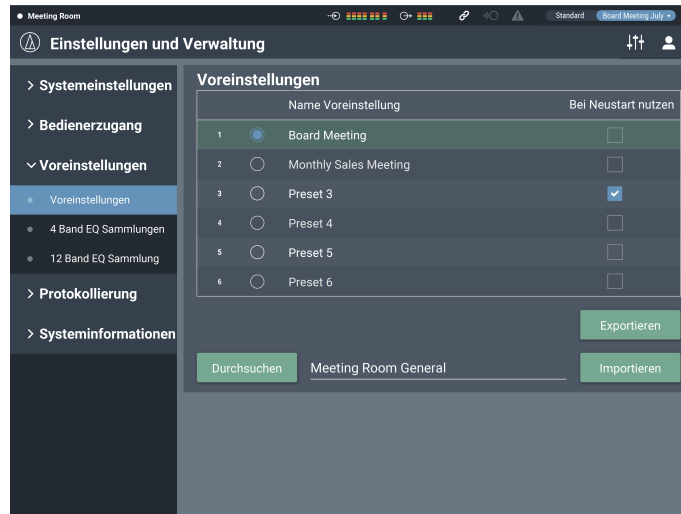 Meeting Room
Standard
Board Meeting July
Einstellungen und Verwaltung
Systemeinstellungen
Bedienerzugang
Voreinstellungen
Voreinstellungen
4 Band EQ Sammlungen
12 Band EQ Sammlung
Protokollierung
Systeminformationen
Voreinstellungen
Name Voreinstellung Bei Neustart nutzen
1 Board Meeting
2 Monthly Sales Meeting
3 Preset 3
4 Preset 4
5 Preset 5
6 Preset 6
Exportieren
Durchsuchen Meeting Room General Importieren